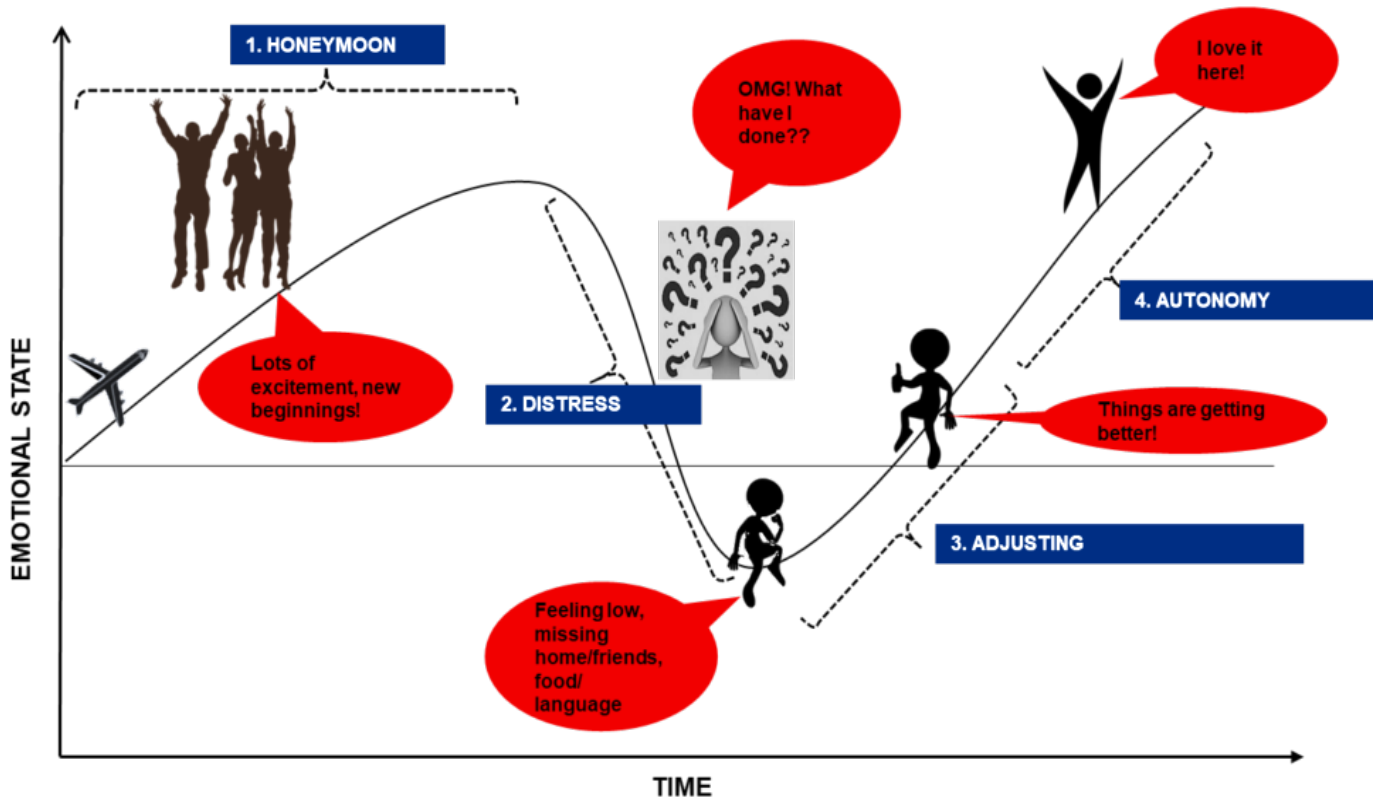 1. HONEYMOON
I love it
here!
OMG! What
have I
done??
4. AUTONOMY
Lots of
excitement, new
beginnings!
2. DISTRESS
Things are getting
better!
EMOTIONAL STATE
3. ADJUSTING
Feeling low,
missing
home/friends,
food/
language
TIME